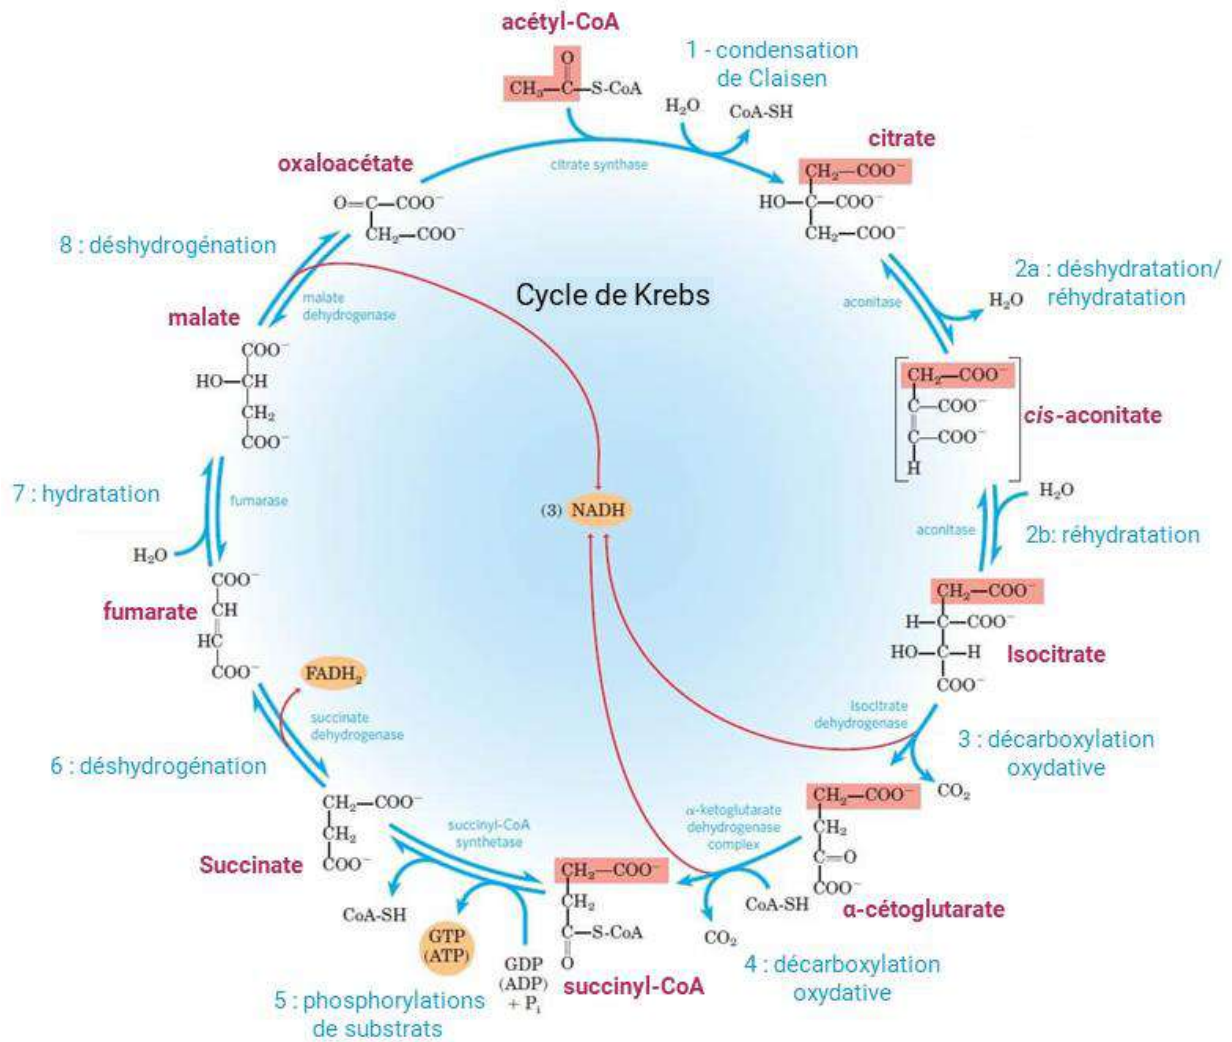 acétyl-CoA
O
CH₃—C—S-CoA
1 - condensation
de Claisen
H₂O
CoA-SH
citrate synthase
citrate
CH₂—COO⁻
HO—C—COO⁻
CH₂—COO⁻
oxaloacétate
O=C—COO⁻
CH₂—COO⁻
8 : déshydrogénation
malate
dehydrogenase
Cycle de Krebs
aconitase
H₂O
2a : déshydratation/
réhydratation
malate
COO⁻
HO—CH
CH₂
COO⁻
CH₂—COO⁻
C—COO⁻
C—COO⁻
H
cis-aconitate
7 : hydratation
fumarase
H₂O
(3) NADH
aconitase
H₂O
2b: réhydratation
fumarate
COO⁻
CH
HC
COO⁻
CH₂—COO⁻
H—C—COO⁻
HO—C—H
COO⁻
Isocitrate
FADH₂
succinate
dehydrogenase
6 : déshydrogénation
Isocitrate
dehydrogenase
3 : décarboxylation
oxydative
CO₂
CH₂—COO⁻
CH₂
COO⁻
Succinate
succinyl-CoA
synthetase
α-ketoglutarate
dehydrogenase
complex
CH₂—COO⁻
CH₂
C=O
COO⁻
α-cétoglutarate
CoA-SH
GTP
(ATP)
GDP
(ADP)
+ Pᵢ
5 : phosphorylations
de substrats
CH₂—COO⁻
CH₂
C—S-CoA
O
succinyl-CoA
CoA-SH
CO₂
4 : décarboxylation
oxydative